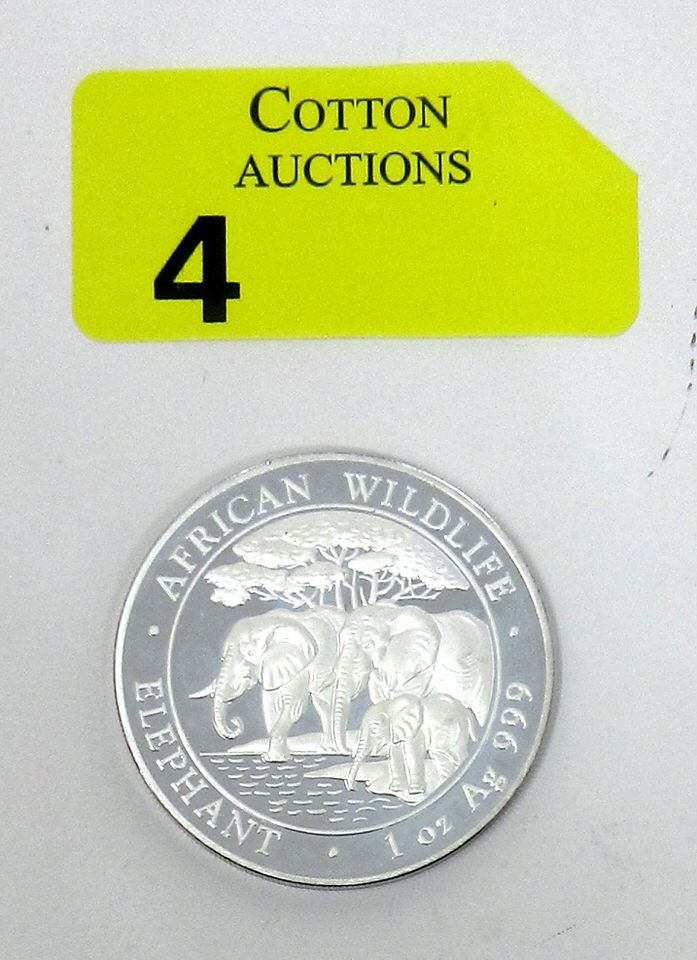 COTTON
AUCTIONS
4
AFRICAN WILDLIFE
ELEPHANT · 1 oz Ag 999